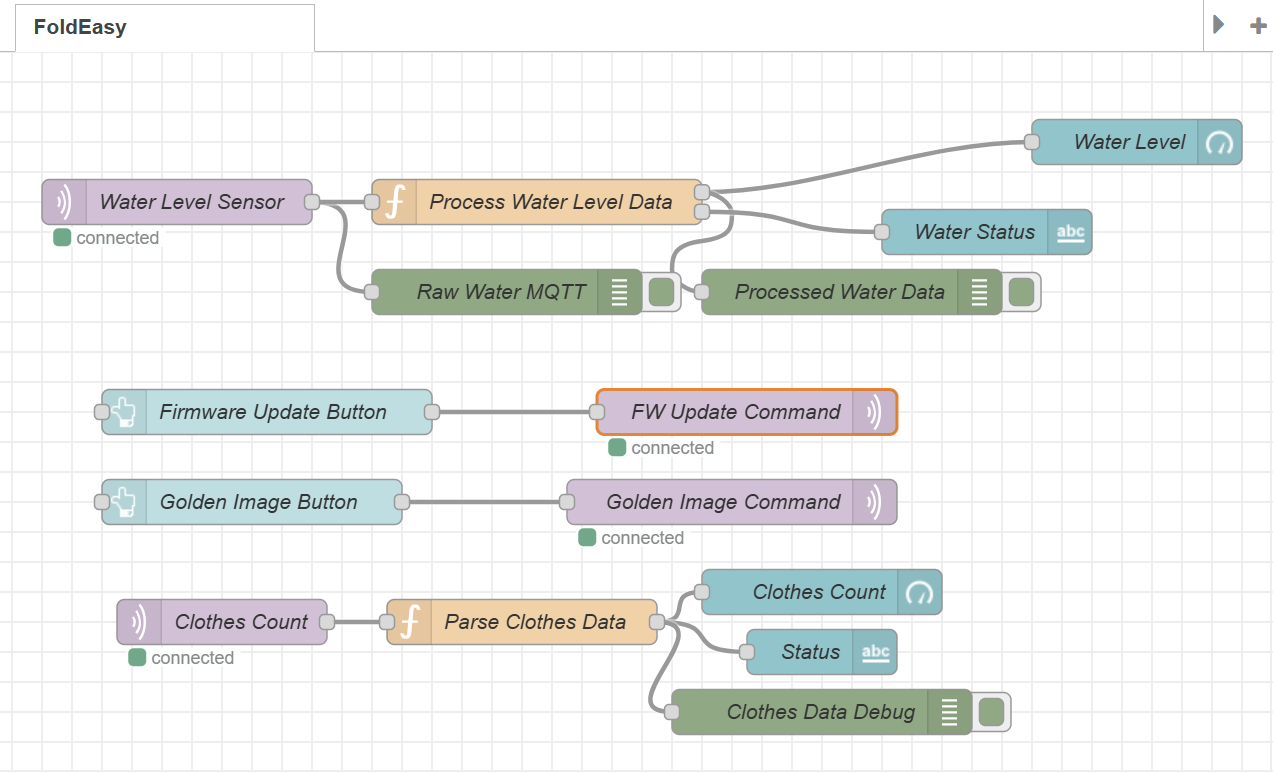 FoldEasy
Water Level
Water Level Sensor
connected
Process Water Level Data
Water Status
abc
Raw Water MQTT
Processed Water Data
Firmware Update Button
FW Update Command
connected
Golden Image Button
Golden Image Command
connected
Clothes Count
connected
Parse Clothes Data
Clothes Count
Status
abc
Clothes Data Debug